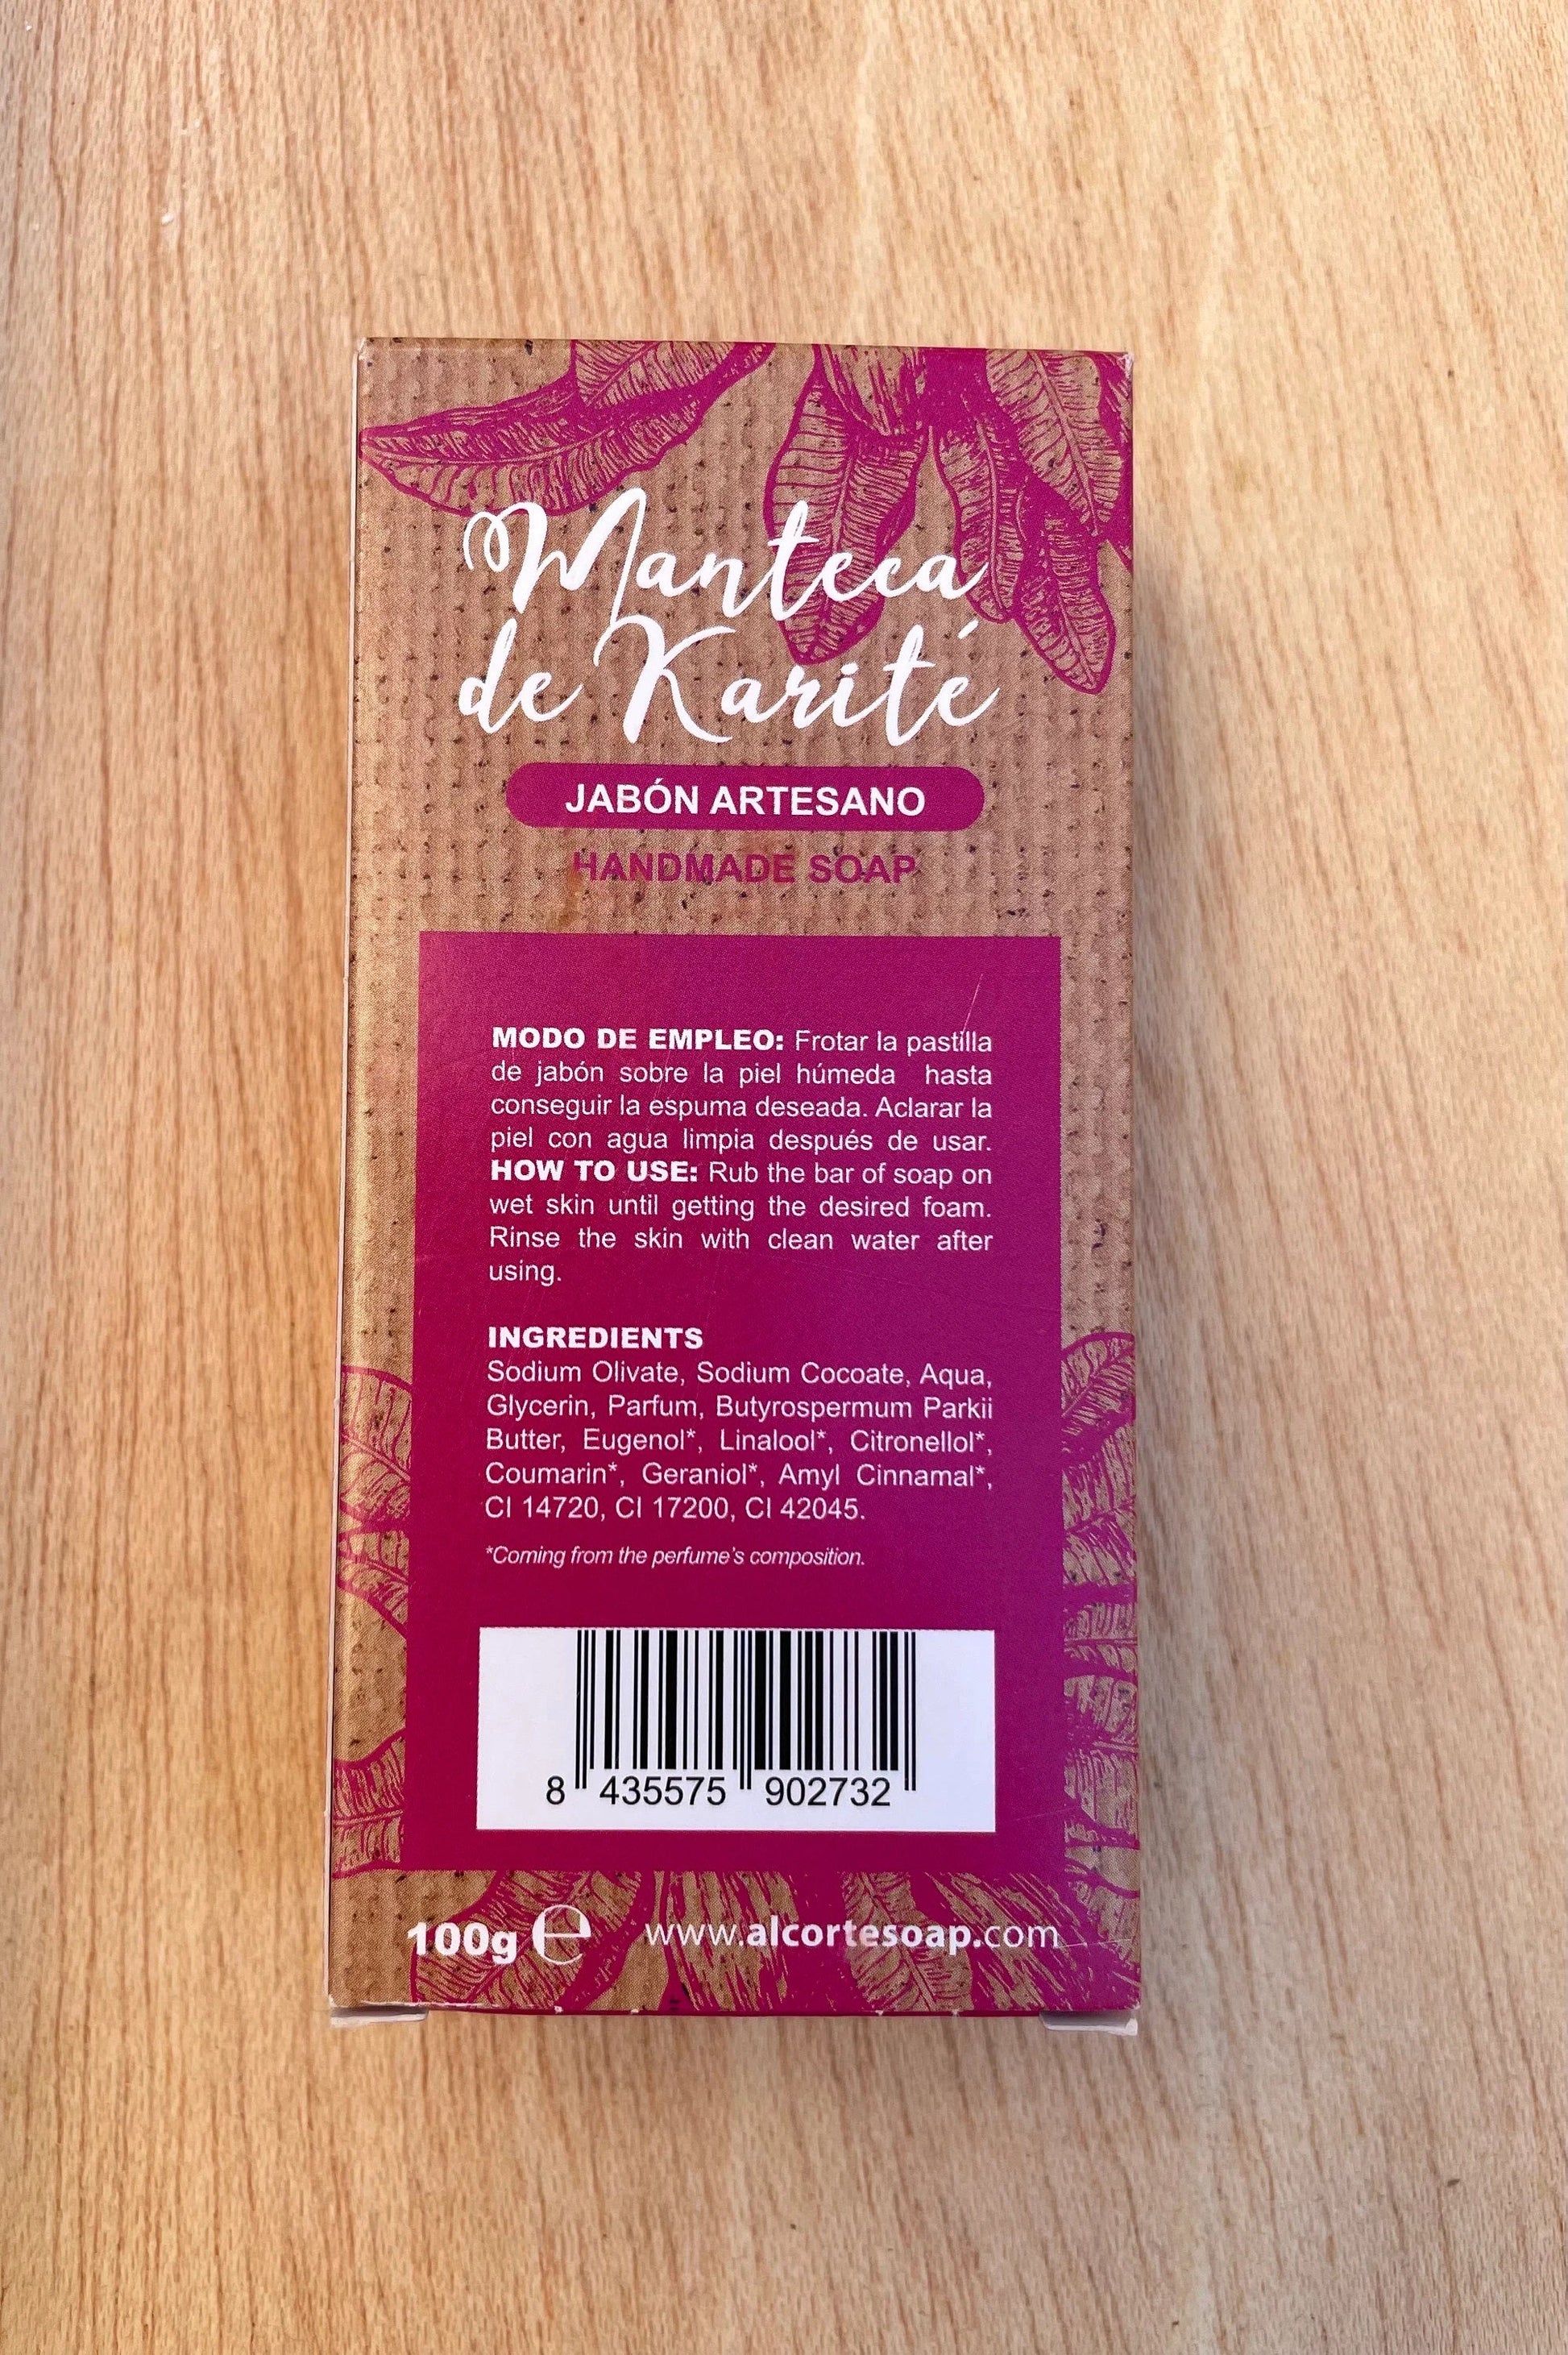 Manteca
de Karité
JABÓN ARTESANO
HANDMADE SOAP
MODO DE EMPLEO: Frotar la pastilla
de jabón sobre la piel húmeda hasta
conseguir la espuma deseada. Aclarar la
piel con agua limpia después de usar.
HOW TO USE: Rub the bar of soap on
wet skin until getting the desired foam.
Rinse the skin with clean water after
using.
INGREDIENTS
Sodium Olivate, Sodium Cocoate, Aqua,
Glycerin, Parfum, Butyrospermum Parkii
Butter, Eugenol*, Linalool*, Citronellol*,
Coumarin*, Geraniol*, Amyl Cinnamal*,
CI 14720, CI 17200, CI 42045.
*Coming from the perfume's composition.
8 435575 902732
100g ℮ www.alcortesoap.com